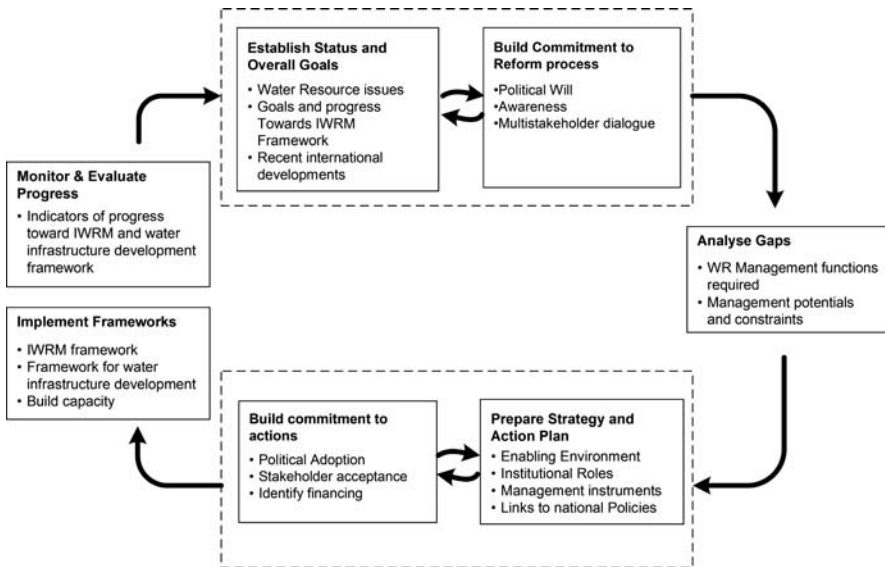 Establish Status and
Overall Goals
• Water Resource issues
• Goals and progress
Towards IWRM
Framework
• Recent international
developments
Build Commitment to
Reform process
•Political Will
•Awareness
•Multistakeholder dialogue
Monitor & Evaluate
Progress
• Indicators of progress
toward IWRM and water
infrastructure development
framework
Analyse Gaps
• WR Management functions
required
• Management potentials
and constraints
Implement Frameworks
• IWRM framework
• Framework for water
infrastructure development
• Build capacity
Build commitment to
actions
• Political Adoption
• Stakeholder acceptance
• Identify financing
Prepare Strategy and
Action Plan
• Enabling Environment
• Institutional Roles
• Management instruments
• Links to national Policies